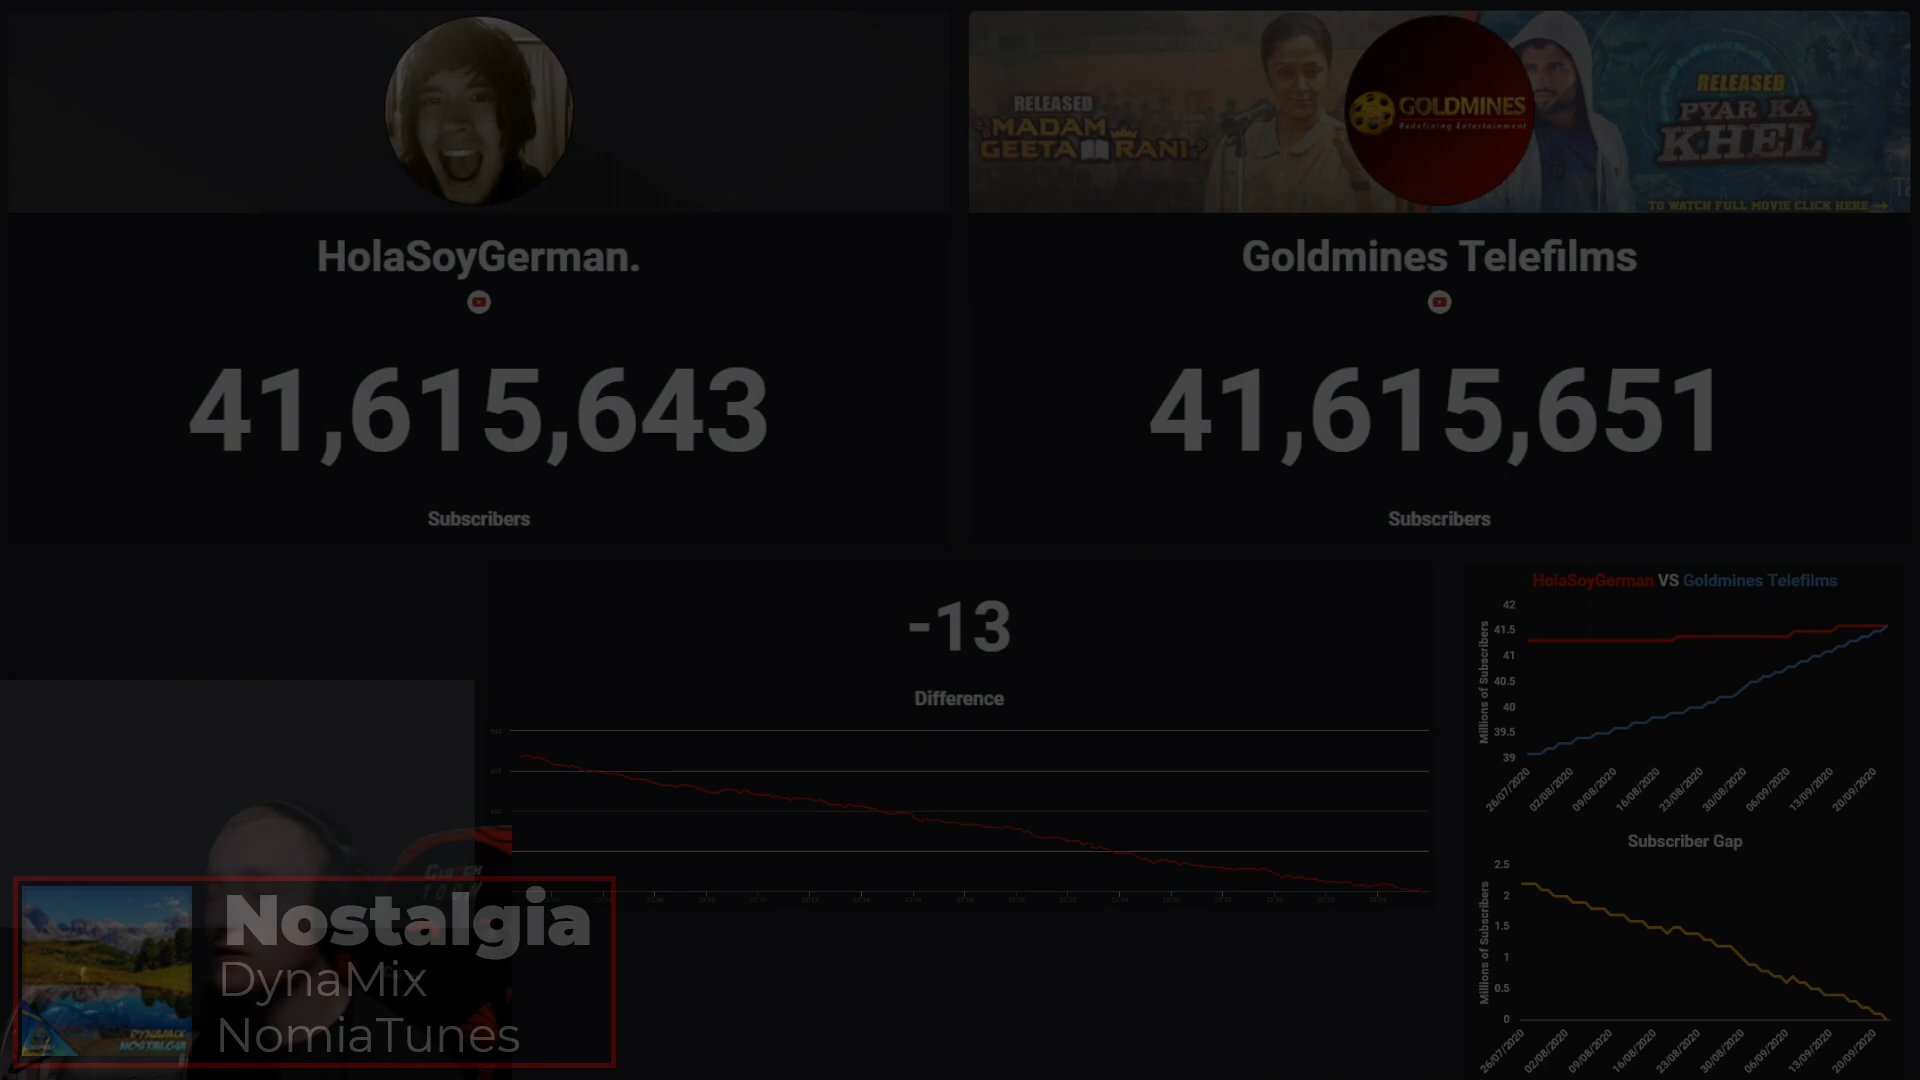 RELEASED
MADAM
GEETA RANI
GOLDMINES
Redefining Entertainment
RELEASED
PYAR KA
KHEL
TO WATCH FULL MOVIE CLICK HERE
HolaSoyGerman.
Goldmines Telefilms
41,615,643
41,615,651
Subscribers
Subscribers
-13
Difference
HolaSoyGerman VS Goldmines Telefilms
Millions of Subscribers
42
41.5
41
40.5
40
39.5
39
26/07/2020
02/08/2020
09/08/2020
16/08/2020
23/08/2020
30/08/2020
06/09/2020
13/09/2020
20/09/2020
Subscriber Gap
Millions of Subscribers
2.5
2
1.5
1
0.5
0
26/07/2020
02/08/2020
09/08/2020
16/08/2020
23/08/2020
30/08/2020
06/09/2020
13/09/2020
20/09/2020
CLUTCH
Nostalgia
DynaMix
NomiaTunes
DYNAMIX
NOSTALGIA